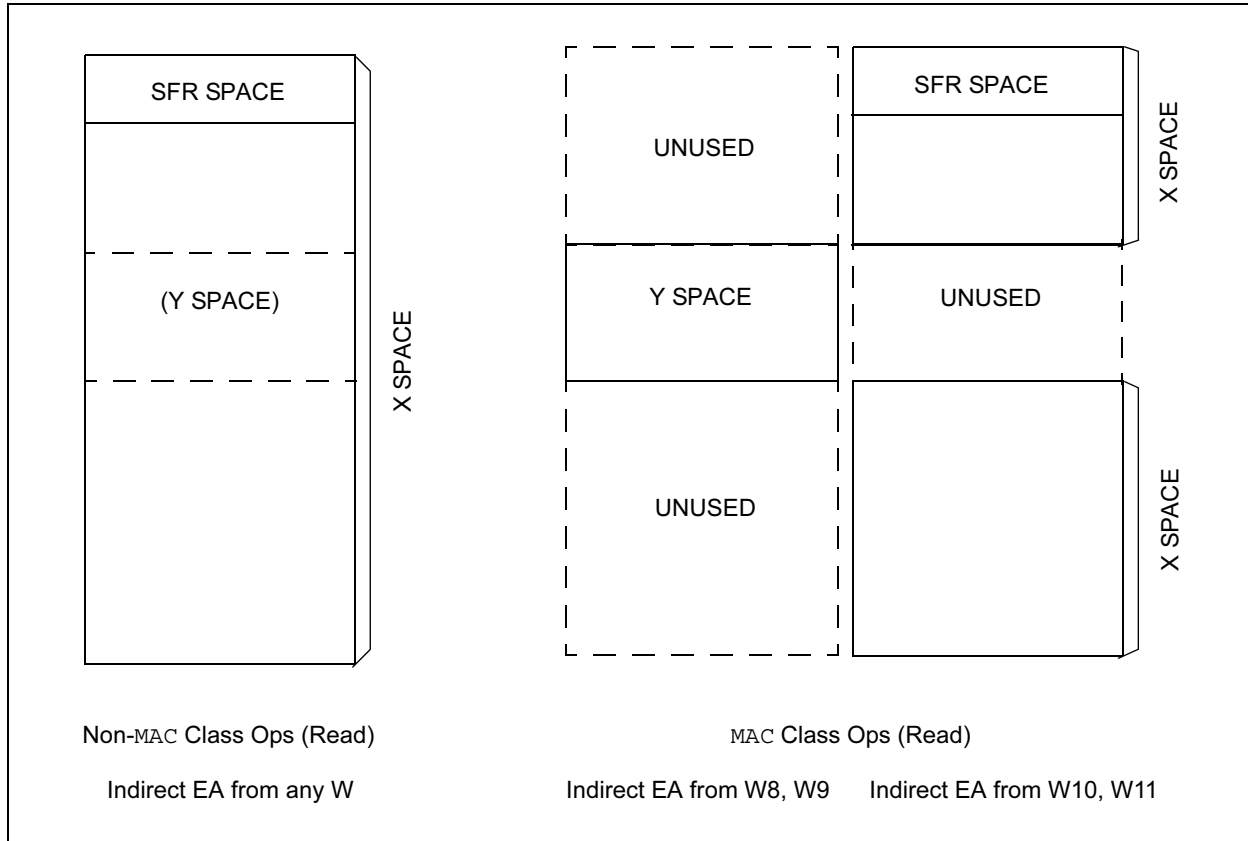 SFR SPACE
(Y SPACE)
X SPACE
UNUSED
Y SPACE
UNUSED
SFR SPACE
X SPACE
UNUSED
X SPACE
Non-MAC Class Ops (Read)
MAC Class Ops (Read)
Indirect EA from any W
Indirect EA from W8, W9
Indirect EA from W10, W11